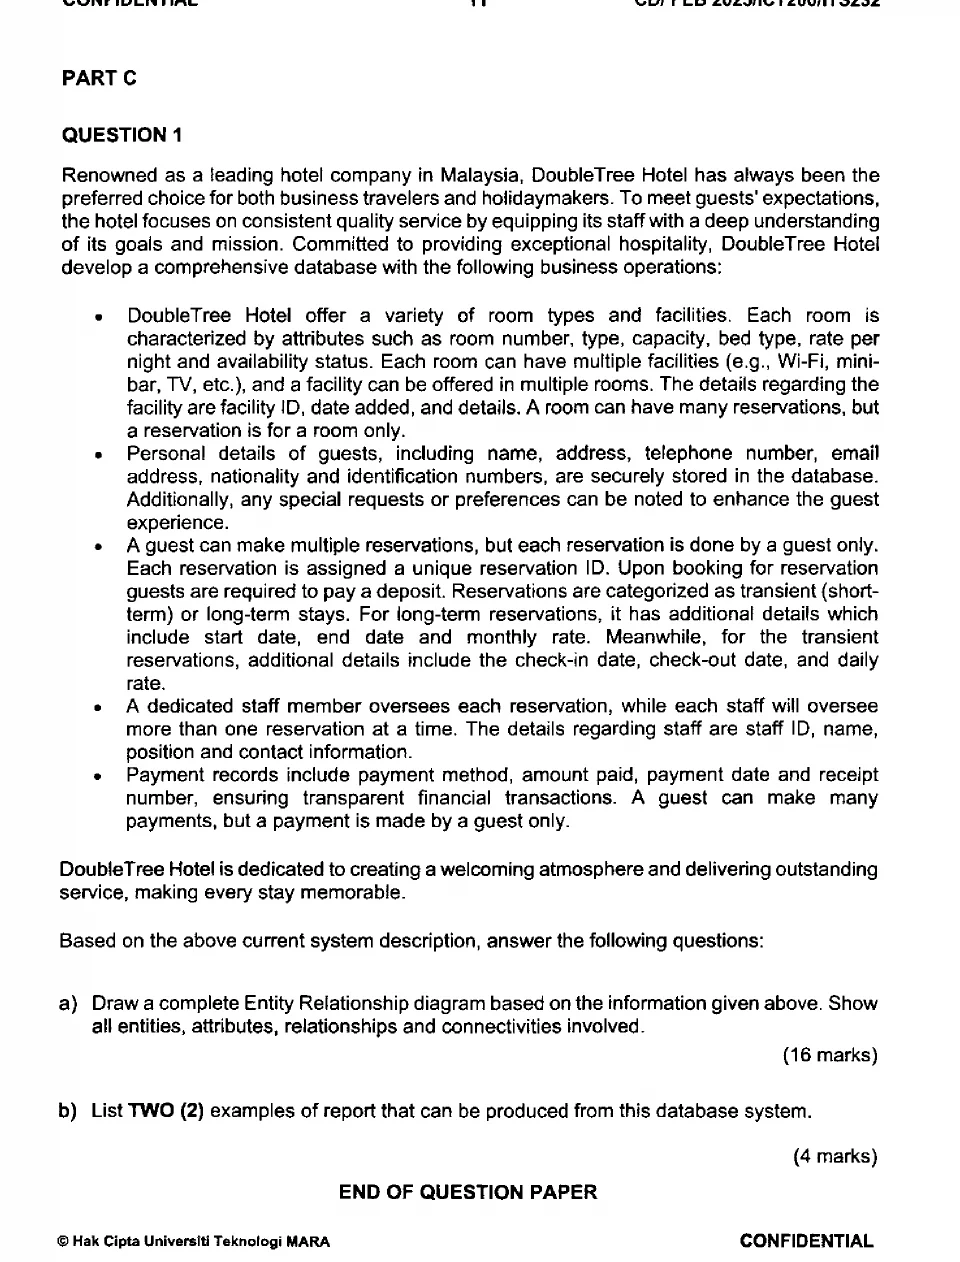 CONFIDENTIAL 11 CD/ FEB 2025/ICT200/ITS232
PART C
QUESTION 1
Renowned as a leading hotel company in Malaysia, DoubleTree Hotel has always been the
preferred choice for both business travelers and holidaymakers. To meet guests' expectations,
the hotel focuses on consistent quality service by equipping its staff with a deep understanding
of its goals and mission. Committed to providing exceptional hospitality, DoubleTree Hotel
develop a comprehensive database with the following business operations:
• DoubleTree Hotel offer a variety of room types and facilities. Each room is
characterized by attributes such as room number, type, capacity, bed type, rate per
night and availability status. Each room can have multiple facilities (e.g., Wi-Fi, mini-
bar, TV, etc.), and a facility can be offered in multiple rooms. The details regarding the
facility are facility ID, date added, and details. A room can have many reservations, but
a reservation is for a room only.
• Personal details of guests, including name, address, telephone number, email
address, nationality and identification numbers, are securely stored in the database.
Additionally, any special requests or preferences can be noted to enhance the guest
experience.
• A guest can make multiple reservations, but each reservation is done by a guest only.
Each reservation is assigned a unique reservation ID. Upon booking for reservation
guests are required to pay a deposit. Reservations are categorized as transient (short-
term) or long-term stays. For long-term reservations, it has additional details which
include start date, end date and monthly rate. Meanwhile, for the transient
reservations, additional details include the check-in date, check-out date, and daily
rate.
• A dedicated staff member oversees each reservation, while each staff will oversee
more than one reservation at a time. The details regarding staff are staff ID, name,
position and contact information.
• Payment records include payment method, amount paid, payment date and receipt
number, ensuring transparent financial transactions. A guest can make many
payments, but a payment is made by a guest only.
DoubleTree Hotel is dedicated to creating a welcoming atmosphere and delivering outstanding
service, making every stay memorable.
Based on the above current system description, answer the following questions:
a) Draw a complete Entity Relationship diagram based on the information given above. Show
all entities, attributes, relationships and connectivities involved.
(16 marks)
b) List TWO (2) examples of report that can be produced from this database system.
(4 marks)
END OF QUESTION PAPER
© Hak Cipta Universiti Teknologi MARA CONFIDENTIAL